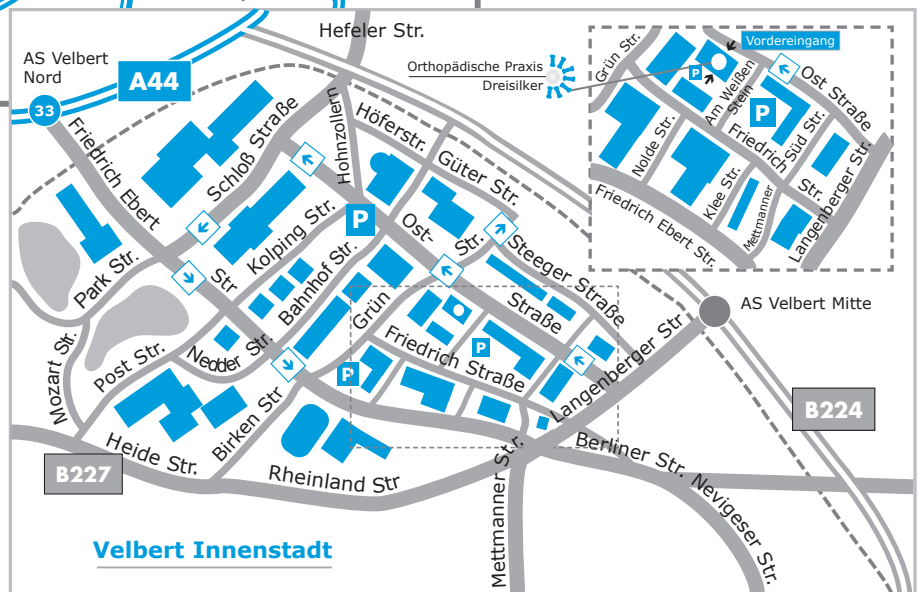 Hefeler Str.
AS Velbert
Nord
A44
33
Orthopädische Praxis
Dreisilker
Vordereingang
Grün Str.
P
Am Weißen
Stein
Ost Straße
P
Nolde Str.
Friedrich
Str.
Süd Str.
Klee Str.
Mettmanner
Langenberger Str.
Friedrich Ebert Str.
Friedrich Ebert
Str
Schloß Straße
Hohnzollern
Höferstr.
Güter Str.
Kolping Str.
P
Ost-
Straße
Str.
Steeger Straße
Park Str.
Bahnhof Str.
Grün
AS Velbert Mitte
Mozart Str.
Post Str.
Nedder Str.
Friedrich Straße
P
P
Langenberger Str.
B224
Birken Str
Heide Str.
B227
Rheinland Str
Mettmanner Str.
Berliner Str.
Nevigeser Str.
Velbert Innenstadt